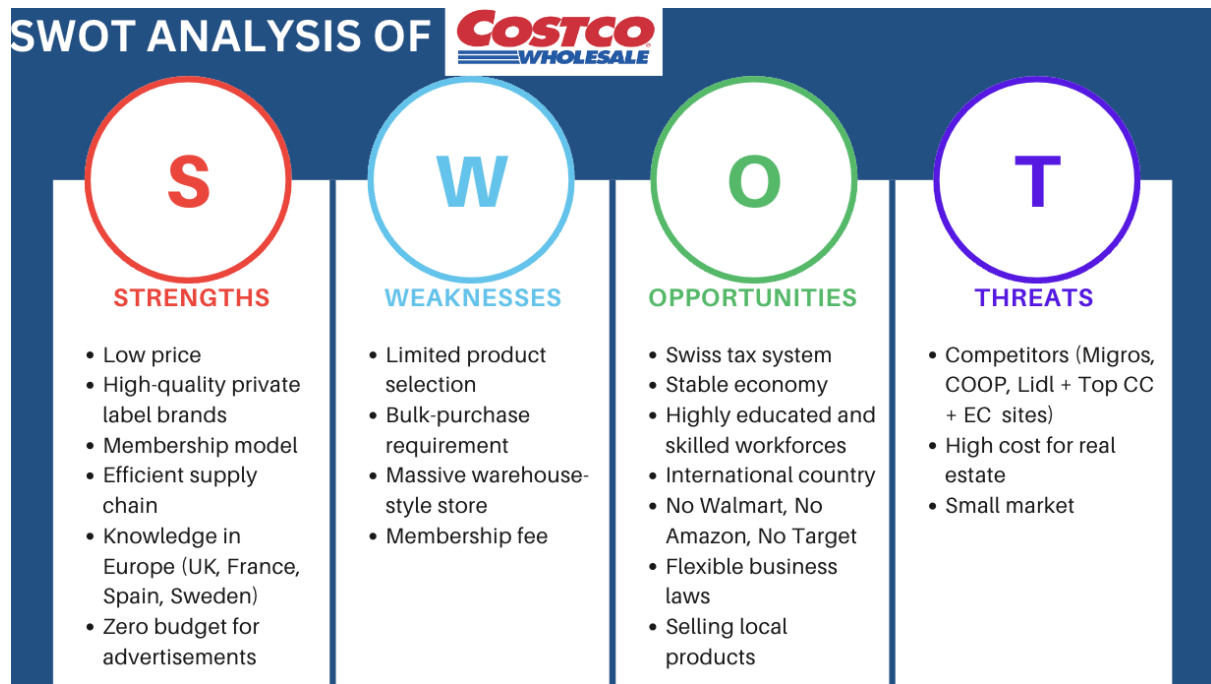 SWOT ANALYSIS OF
COSTCO
WHOLESALE
S
STRENGTHS
• Low price
• High-quality private
label brands
• Membership model
• Efficient supply
chain
• Knowledge in
Europe (UK, France,
Spain, Sweden)
• Zero budget for
advertisements
W
WEAKNESSES
• Limited product
selection
• Bulk-purchase
requirement
• Massive warehouse-
style store
• Membership fee
O
OPPORTUNITIES
• Swiss tax system
• Stable economy
• Highly educated and
skilled workforces
• International country
• No Walmart, No
Amazon, No Target
• Flexible business
laws
• Selling local
products
T
THREATS
• Competitors (Migros,
COOP, Lidl + Top CC
+ EC sites)
• High cost for real
estate
• Small market